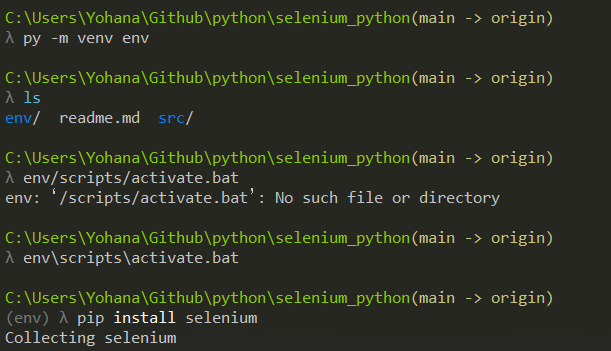 C:\Users\Yohana\Github\python\selenium_python(main -> origin)
λ py -m venv env
C:\Users\Yohana\Github\python\selenium_python(main -> origin)
λ ls
env/  readme.md  src/
C:\Users\Yohana\Github\python\selenium_python(main -> origin)
λ env/scripts/activate.bat
env: ‘/scripts/activate.bat’: No such file or directory
C:\Users\Yohana\Github\python\selenium_python(main -> origin)
λ env\scripts\activate.bat
C:\Users\Yohana\Github\python\selenium_python(main -> origin)
(env) λ pip install selenium
Collecting selenium